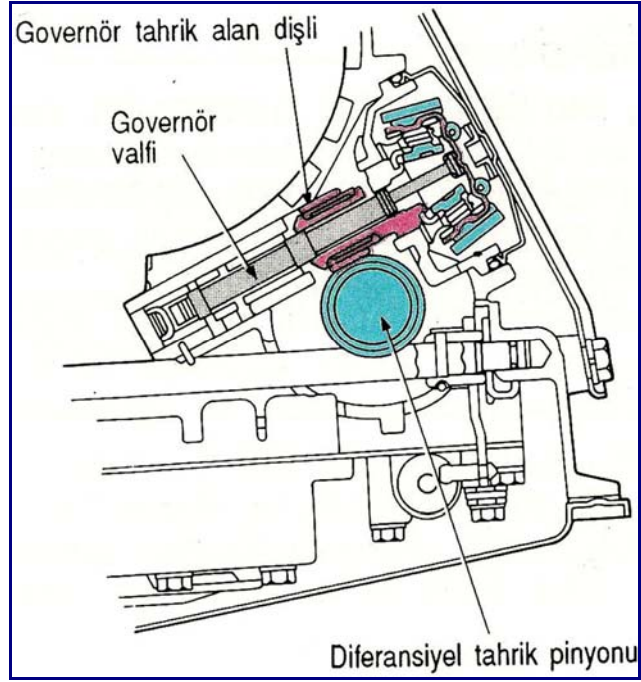 Governör tahrik alan dişli
Governör
valfi
Diferansiyel tahrik pinyonu